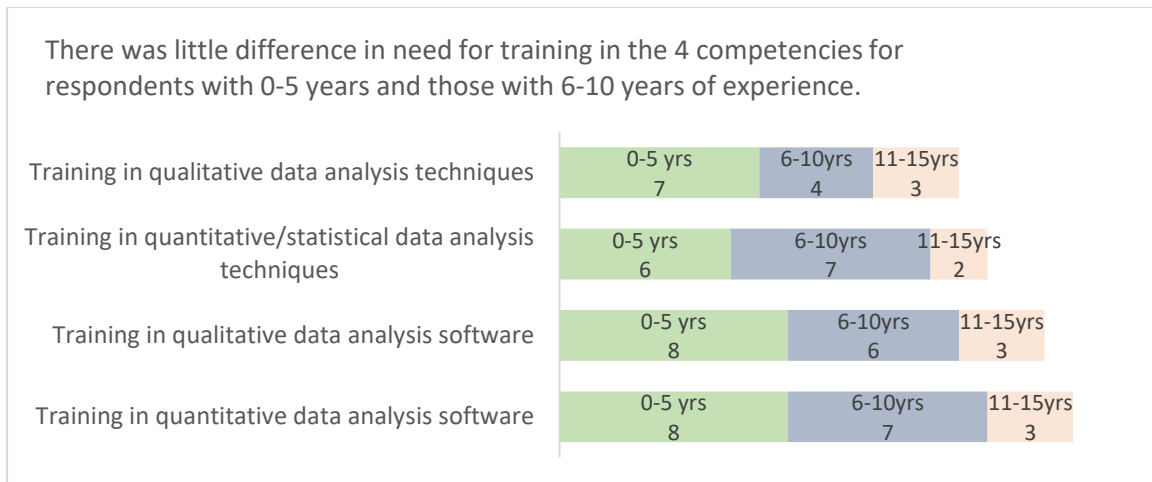 There was little difference in need for training in the 4 competencies for
respondents with 0-5 years and those with 6-10 years of experience.
Training in qualitative data analysis techniques
0-5 yrs 6-10yrs 11-15yrs
7 4 3
Training in quantitative/statistical data analysis
techniques
0-5 yrs 6-10yrs 11-15yrs
6 7 2
Training in qualitative data analysis software
0-5 yrs 6-10yrs 11-15yrs
8 6 3
Training in quantitative data analysis software
0-5 yrs 6-10yrs 11-15yrs
8 7 3